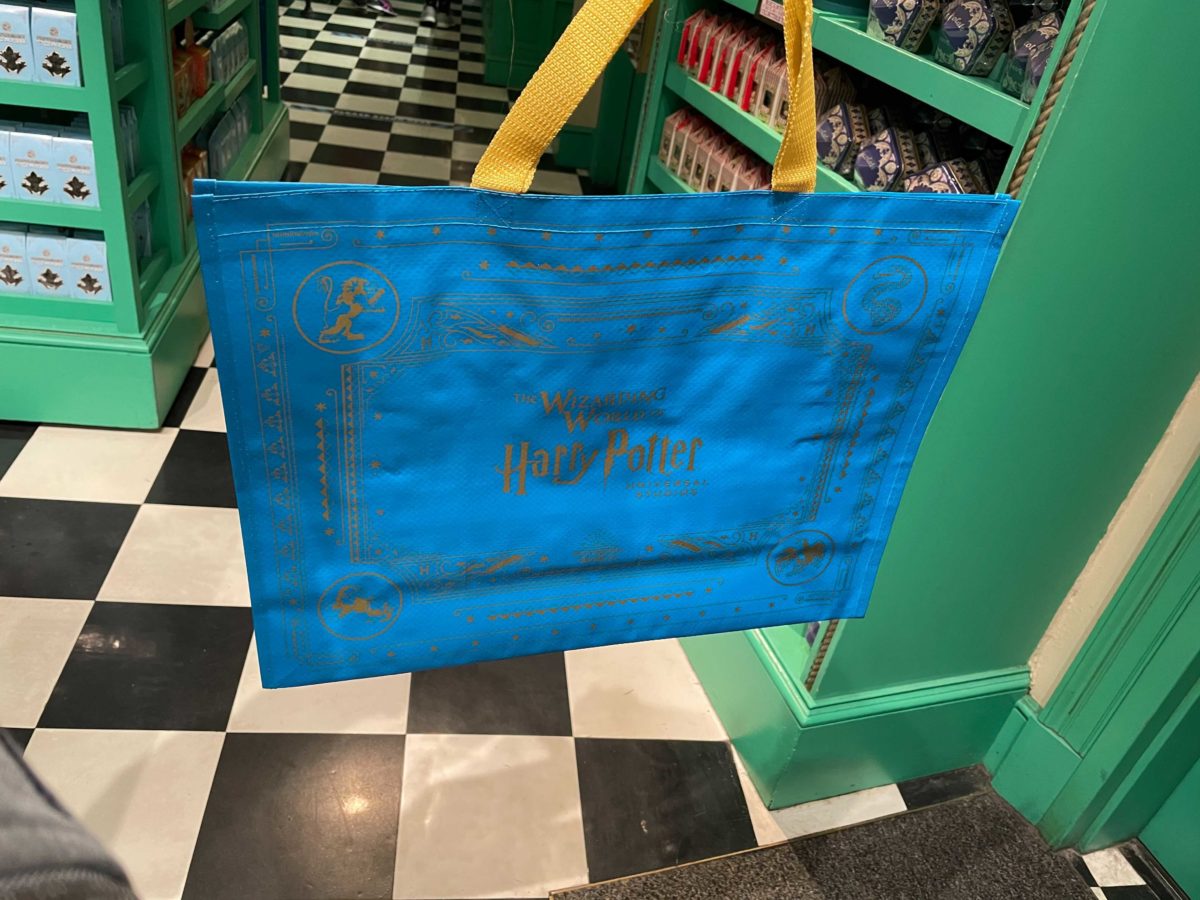 THE WIZARDING
WORLD OF
Harry Potter
UNIVERSAL
STUDIOS